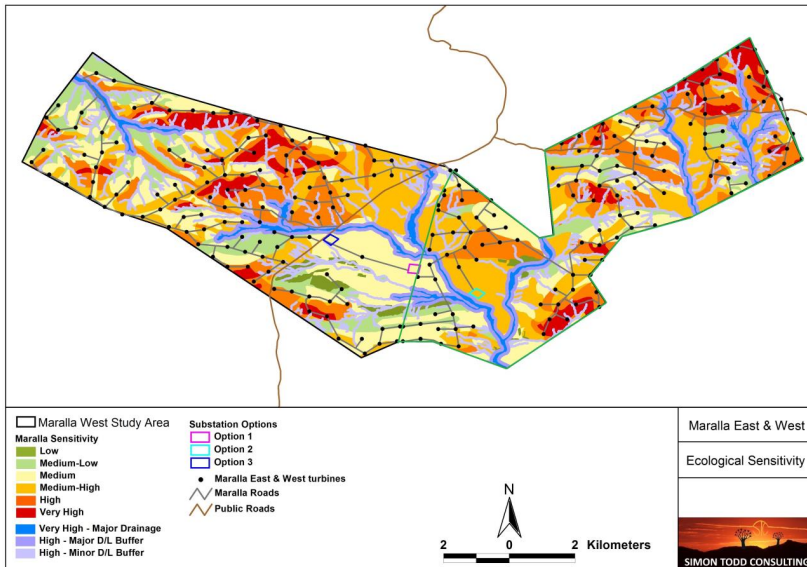 Maralla West Study Area
Maralla Sensitivity
Low
Medium-Low
Medium
Medium-High
High
Very High
Very High - Major Drainage
High - Major D/L Buffer
High - Minor D/L Buffer
Substation Options
Option 1
Option 2
Option 3
Maralla East & West turbines
Maralla Roads
Public Roads
N
2 0 2 Kilometers
Maralla East & West
Ecological Sensitivity
SIMON TODD CONSULTING